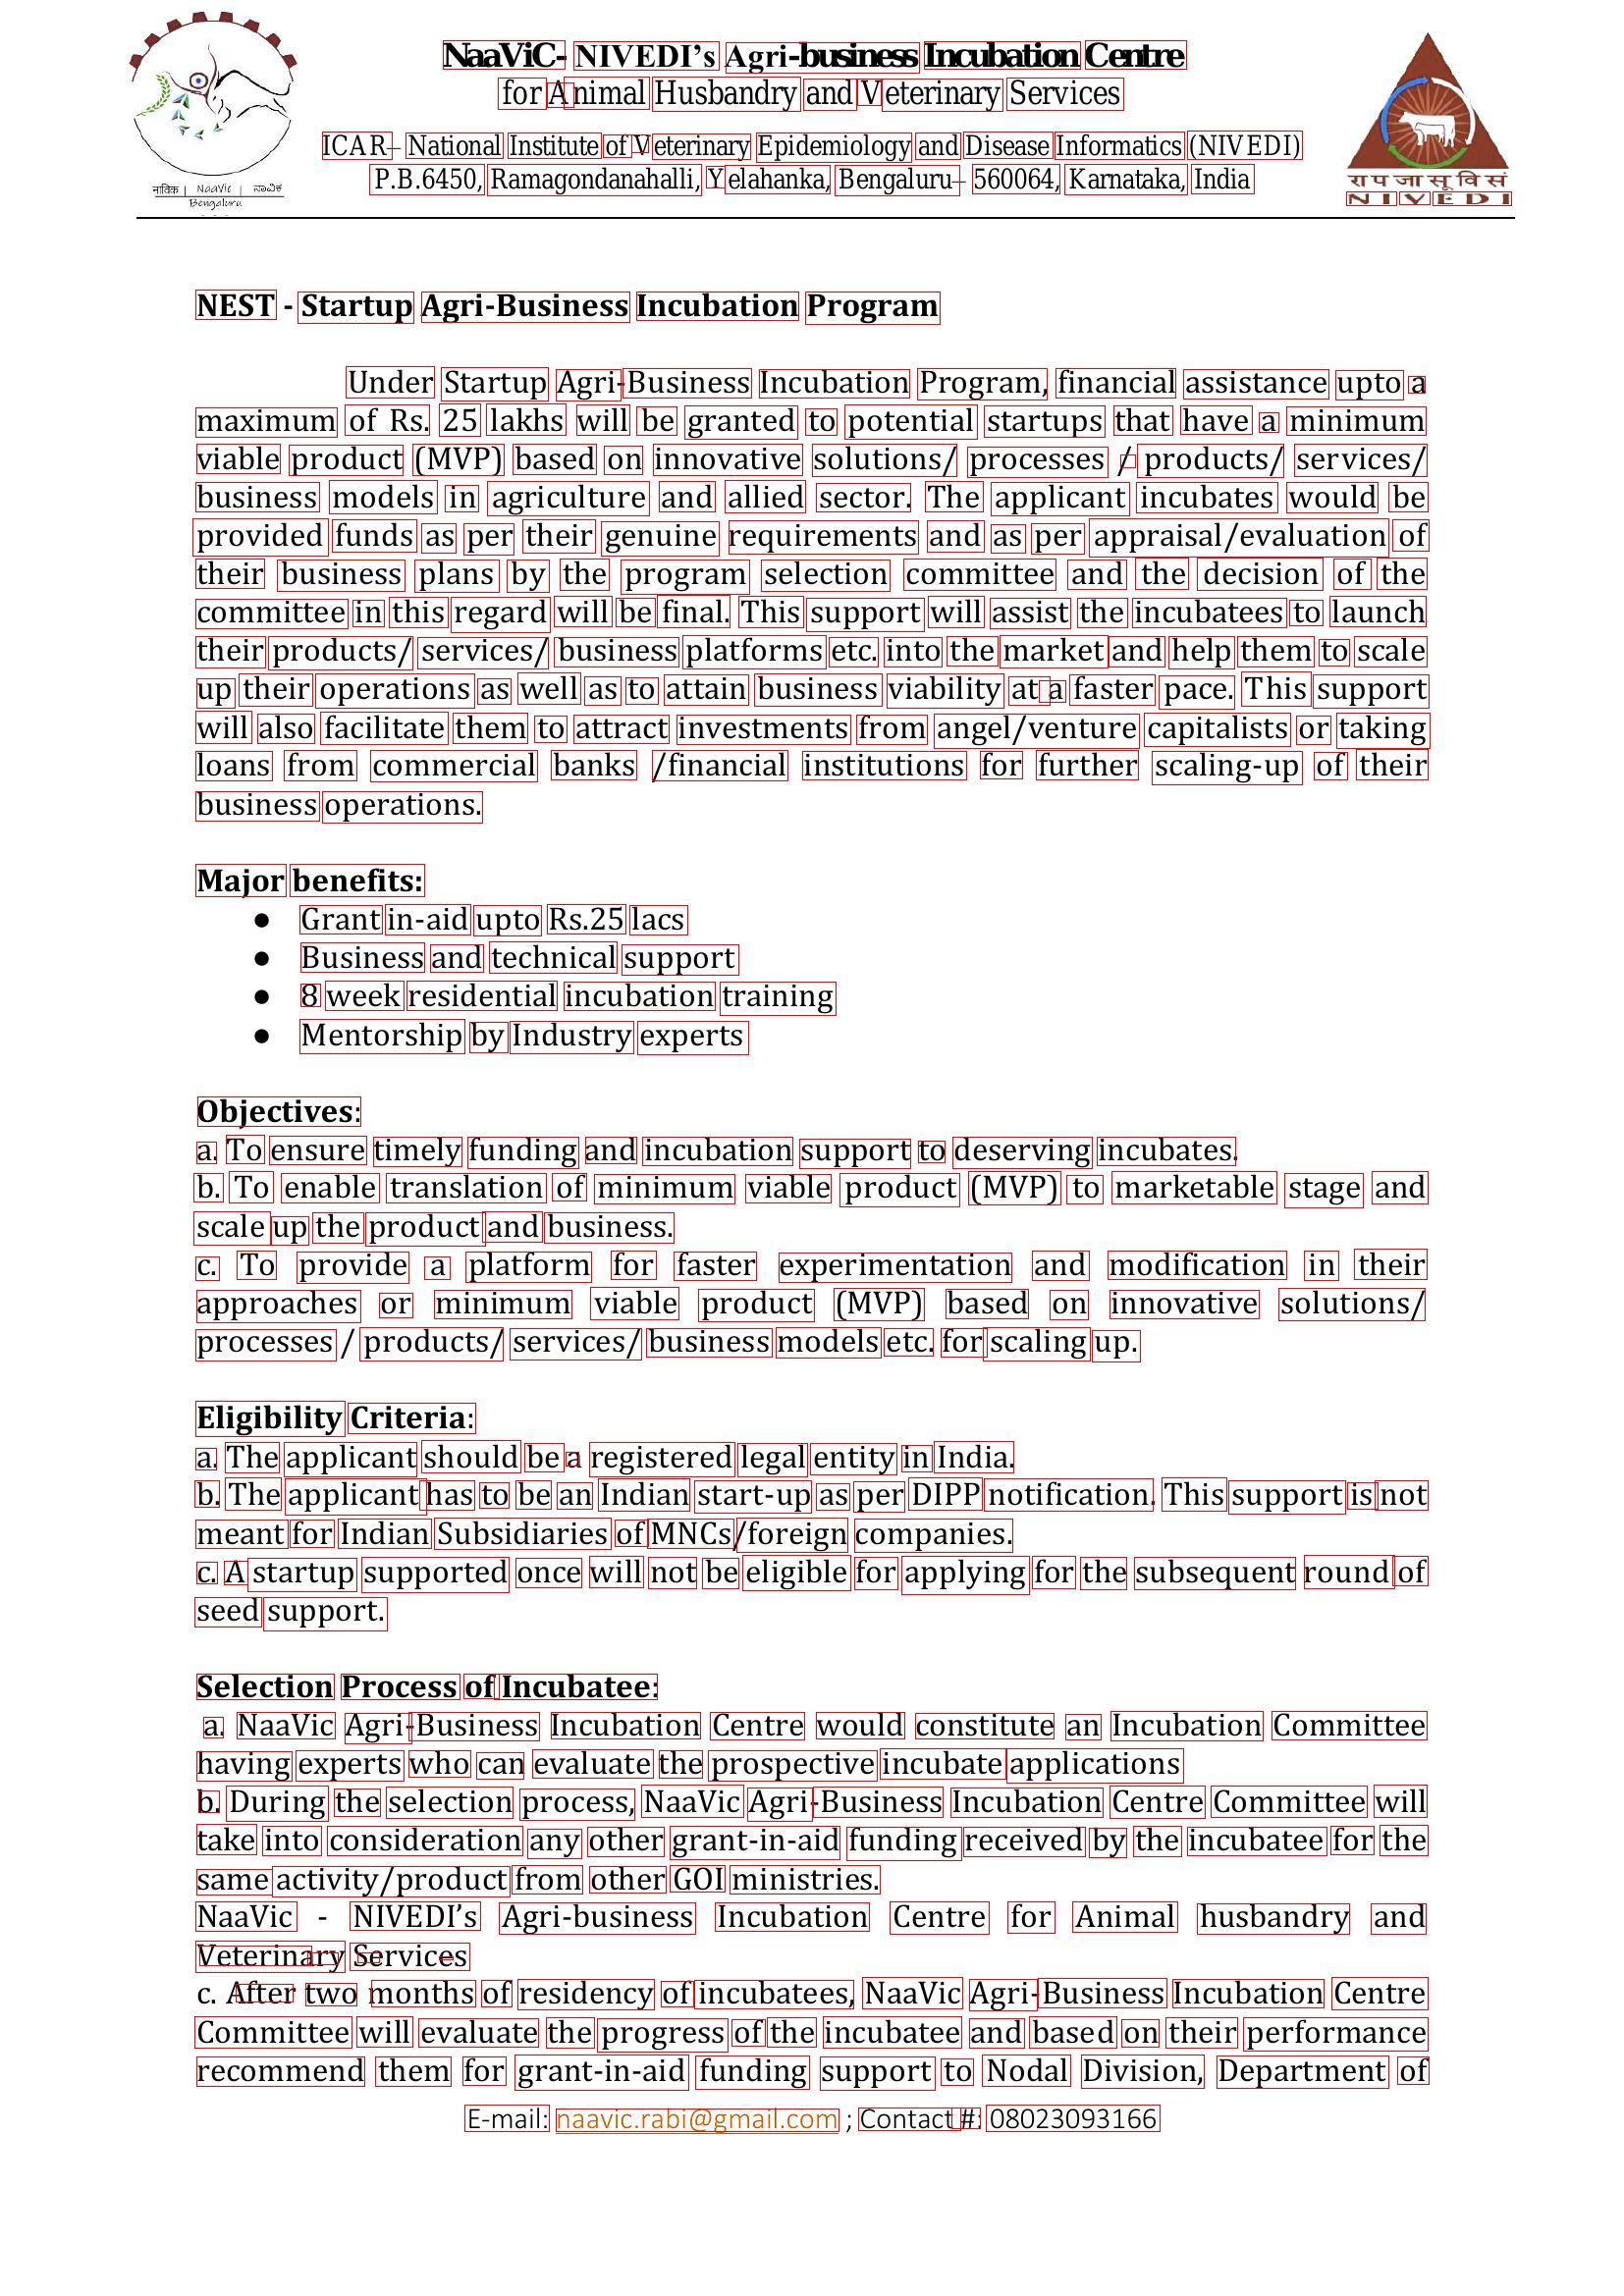 NaaViC- NIVEDI’s Agri-business Incubation Centre
for Animal Husbandry and Veterinary Services
ICAR– National Institute of Veterinary Epidemiology and Disease Informatics (NIVEDI)
P.B.6450, Ramagondanahalli, Yelahanka, Bengaluru– 560064, Karnataka, India
नाविक | NaaVic | ನಾವಿಕ
Bengaluru
रा प जा सू वि सं
NIVEDI
NEST - Startup Agri-Business Incubation Program
Under Startup Agri-Business Incubation Program, financial assistance upto a
maximum of Rs. 25 lakhs will be granted to potential startups that have a minimum
viable product (MVP) based on innovative solutions/ processes / products/ services/
business models in agriculture and allied sector. The applicant incubates would be
provided funds as per their genuine requirements and as per appraisal/evaluation of
their business plans by the program selection committee and the decision of the
committee in this regard will be final. This support will assist the incubatees to launch
their products/ services/ business platforms etc. into the market and help them to scale
up their operations as well as to attain business viability at a faster pace. This support
will also facilitate them to attract investments from angel/venture capitalists or taking
loans from commercial banks /financial institutions for further scaling-up of their
business operations.
Major benefits:
● Grant in-aid upto Rs.25 lacs
● Business and technical support
● 8 week residential incubation training
● Mentorship by Industry experts
Objectives:
a. To ensure timely funding and incubation support to deserving incubates.
b. To enable translation of minimum viable product (MVP) to marketable stage and
scale up the product and business.
c. To provide a platform for faster experimentation and modification in their
approaches or minimum viable product (MVP) based on innovative solutions/
processes / products/ services/ business models etc. for scaling up.
Eligibility Criteria:
a. The applicant should be a registered legal entity in India.
b. The applicant has to be an Indian start-up as per DIPP notification. This support is not
meant for Indian Subsidiaries of MNCs/foreign companies.
c. A startup supported once will not be eligible for applying for the subsequent round of
seed support.
Selection Process of Incubatee:
a. NaaVic Agri-Business Incubation Centre would constitute an Incubation Committee
having experts who can evaluate the prospective incubate applications
b. During the selection process, NaaVic Agri-Business Incubation Centre Committee will
take into consideration any other grant-in-aid funding received by the incubatee for the
same activity/product from other GOI ministries.
NaaVic - NIVEDI’s Agri-business Incubation Centre for Animal husbandry and
Veterinary Services
c. After two months of residency of incubatees, NaaVic Agri-Business Incubation Centre
Committee will evaluate the progress of the incubatee and based on their performance
recommend them for grant-in-aid funding support to Nodal Division, Department of
E-mail: naavic.rabi@gmail.com ; Contact #: 08023093166